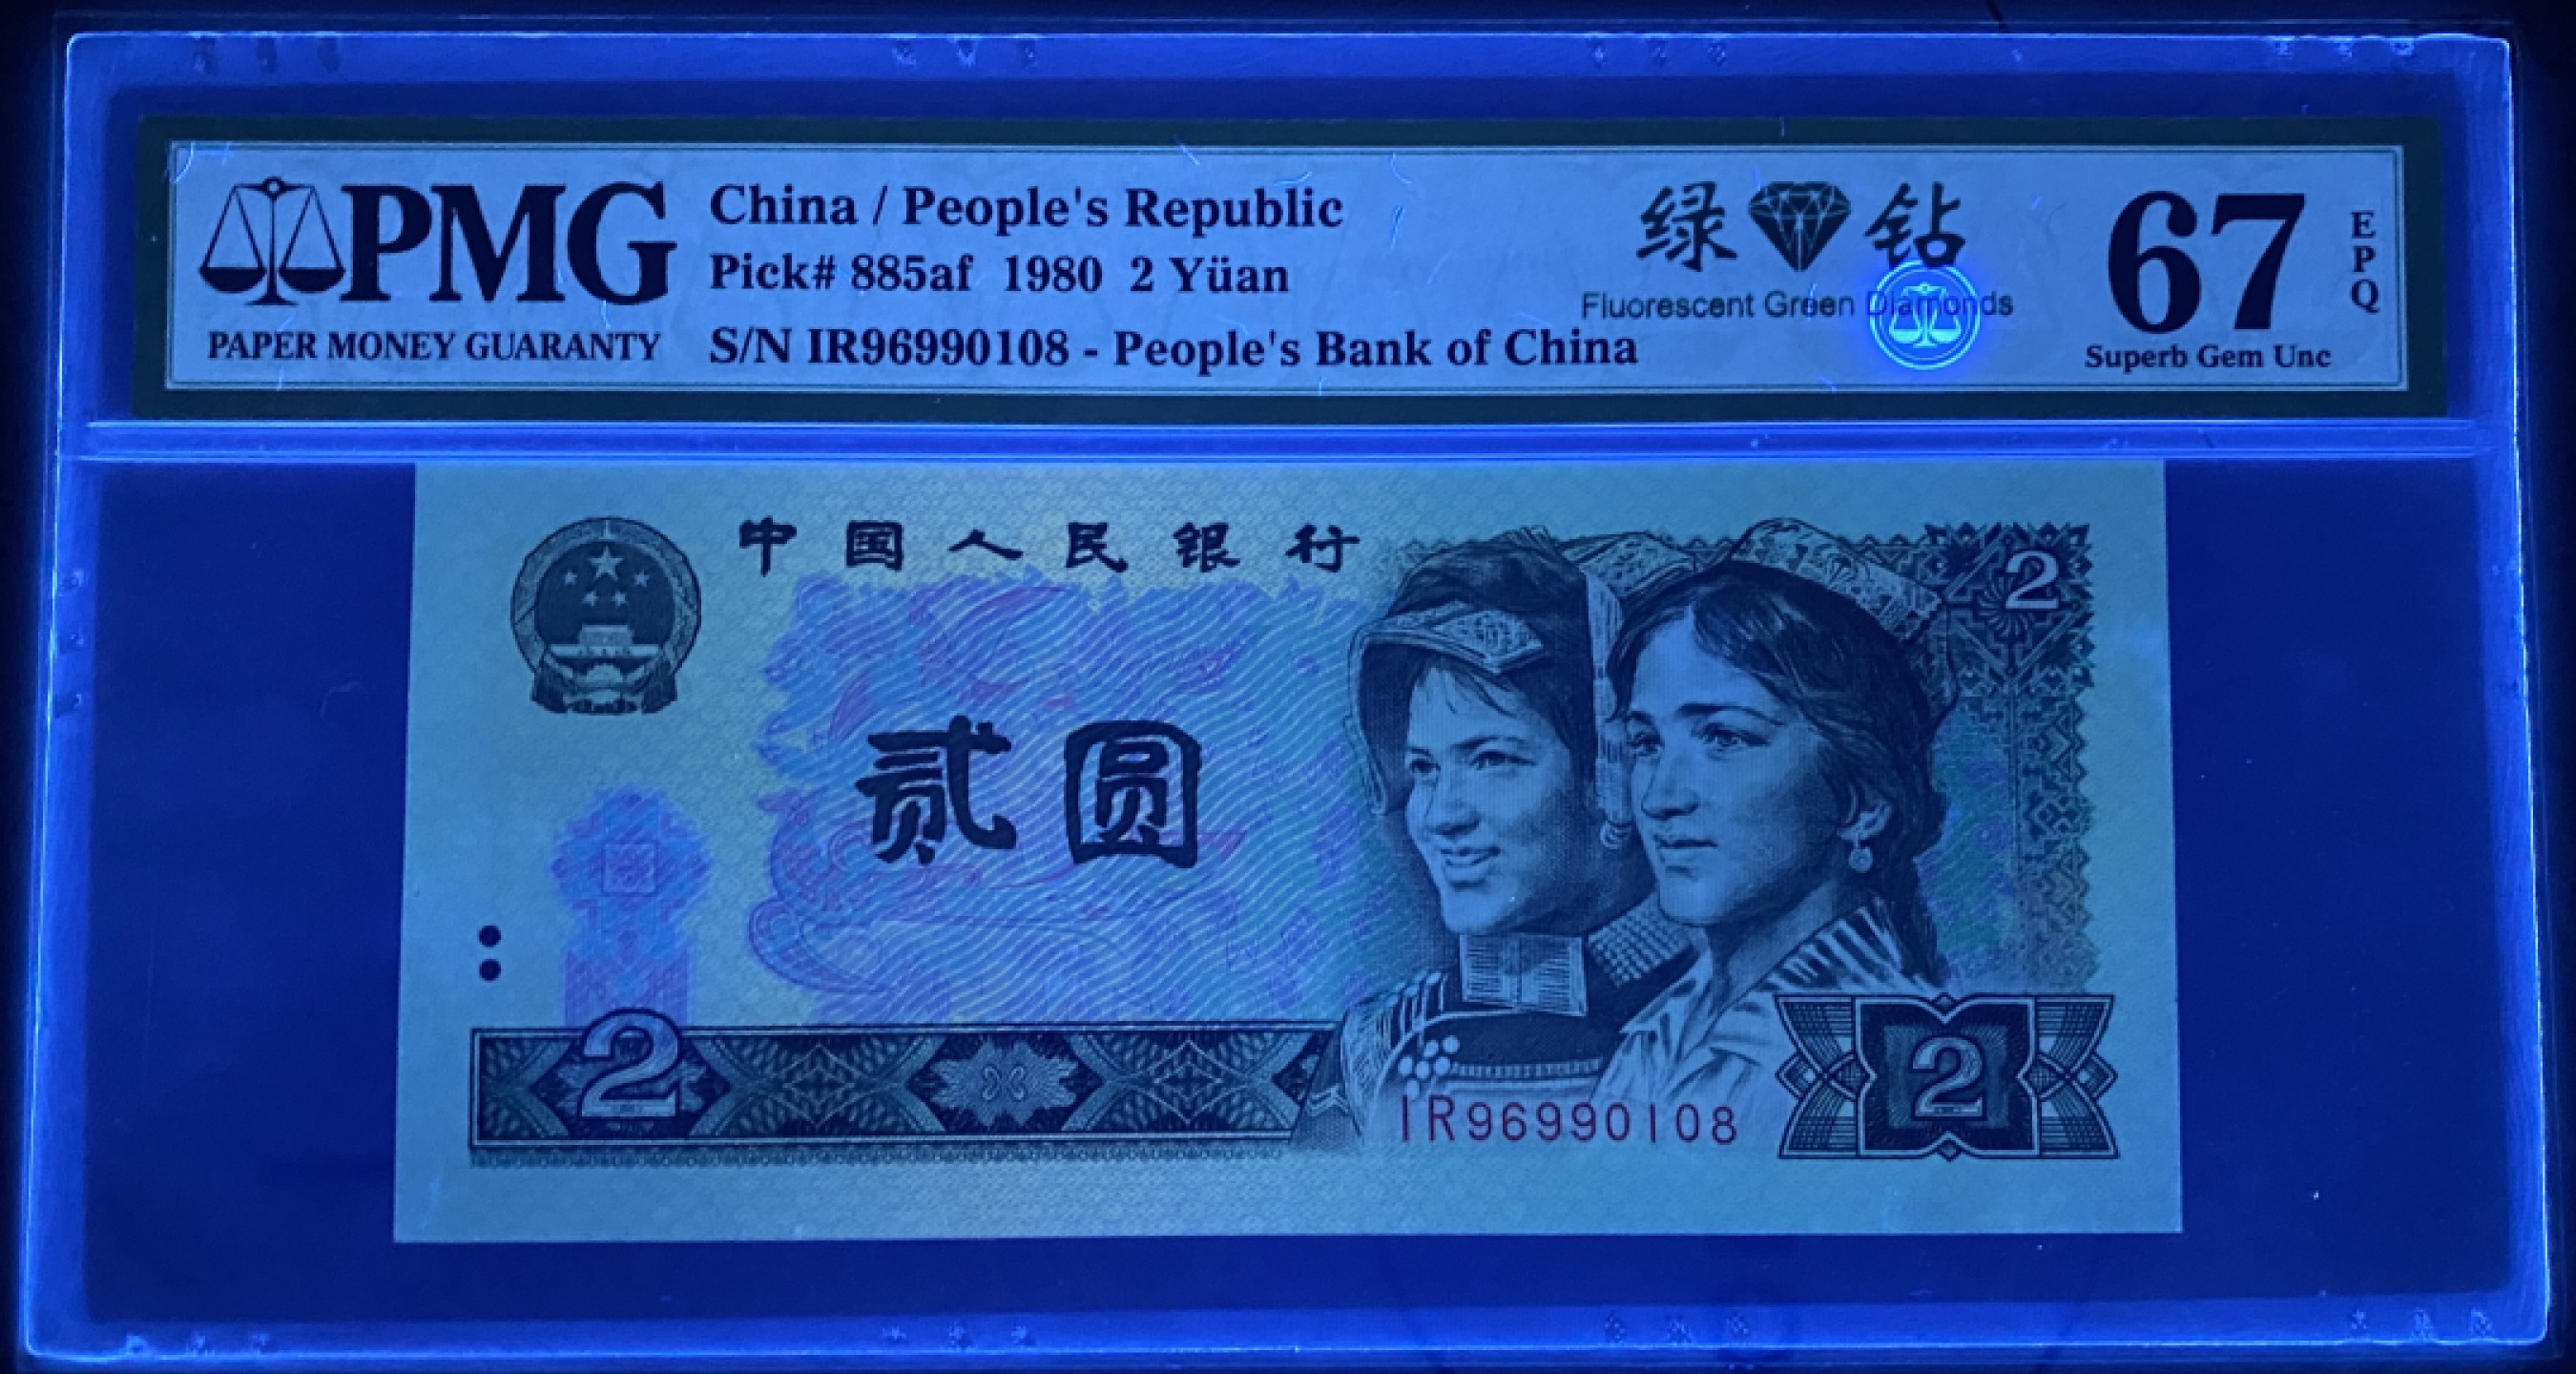 PMG
PAPER MONEY GUARANTY
China / People's Republic
Pick# 885af 1980 2 Yüan
S/N IR96990108 - People's Bank of China
绿 钻
Fluorescent Green Diamonds
67
EPQ
Superb Gem Unc
中国人民银行
2
贰圆
2
IR96990108
2